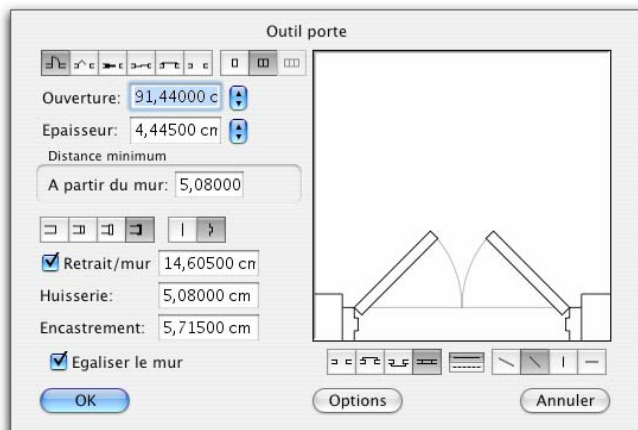 Outil porte
Ouverture: 91,44000 c
Epaisseur: 4,44500 cm
Distance minimum
A partir du mur: 5,08000
Retrait/mur 14,60500 cm
Huisserie: 5,08000 cm
Encastrement: 5,71500 cm
Egaliser le mur
OK
Options
Annuler